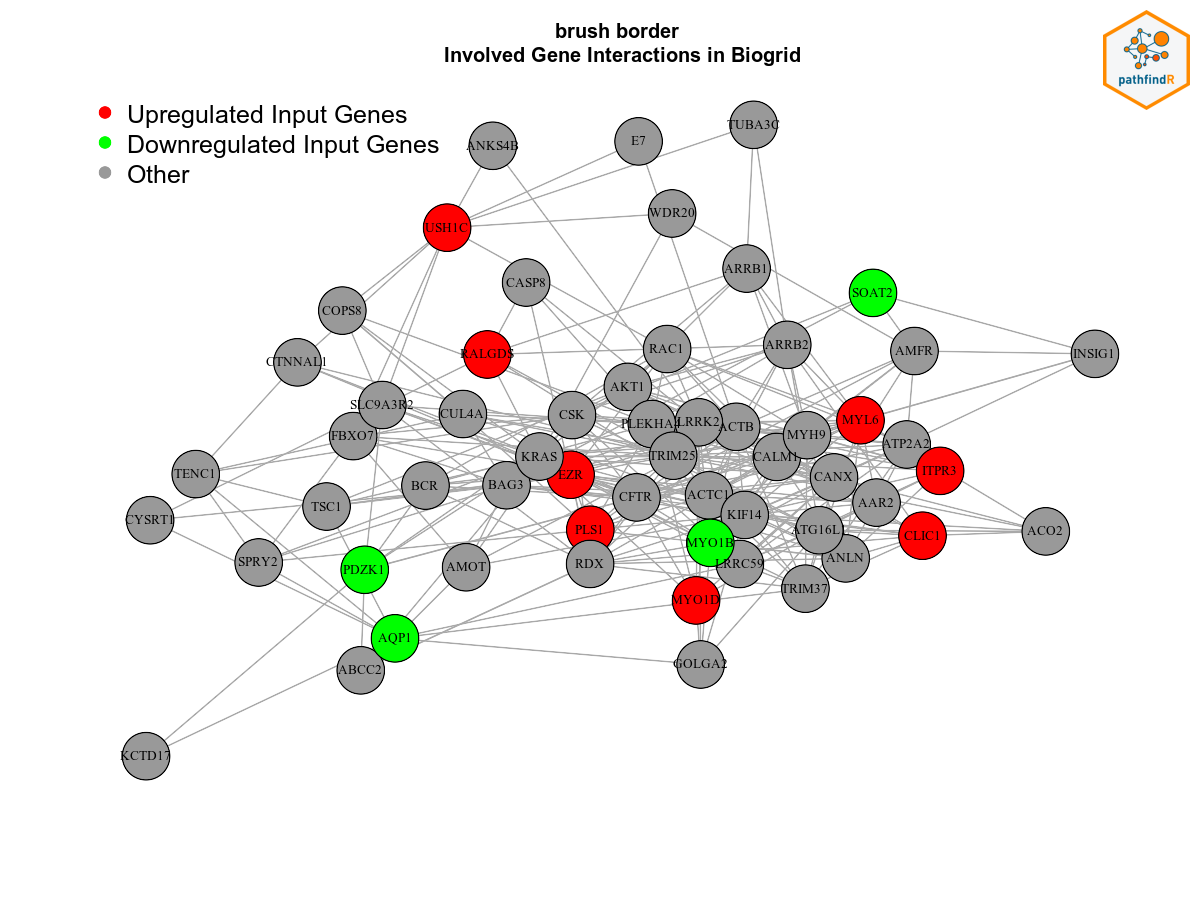 brush border
Involved Gene Interactions in Biogrid
pathfindR
Upregulated Input Genes
Downregulated Input Genes
Other
TUBA3C
E7
ANKS4B
WDR20
USH1C
ARRB1
CASP8
SOAT2
COPS8
ARRB2
RAC1
AMFR
INSIG1
RALGDS
CTNNAL1
AKT1
SLC9A3R2
CUL4A
CSK
PLEKHA4
LRRK2
ACTB
MYL6
MYH9
FBXO7
ATP2A2
KRAS
TRIM25
CALM1
TENC1
EZR
ITPR3
CANX
BCR
BAG3
CFTR
ACTC1
AAR2
TSC1
KIF14
CYSRT1
PLS1
ATG16L
ACO2
CLIC1
MYO1B
ANLN
SPRY2
PDZK1
AMOT
RDX
LRRC59
TRIM37
MYO1D
AQP1
ABCC2
GOLGA2
KCTD17